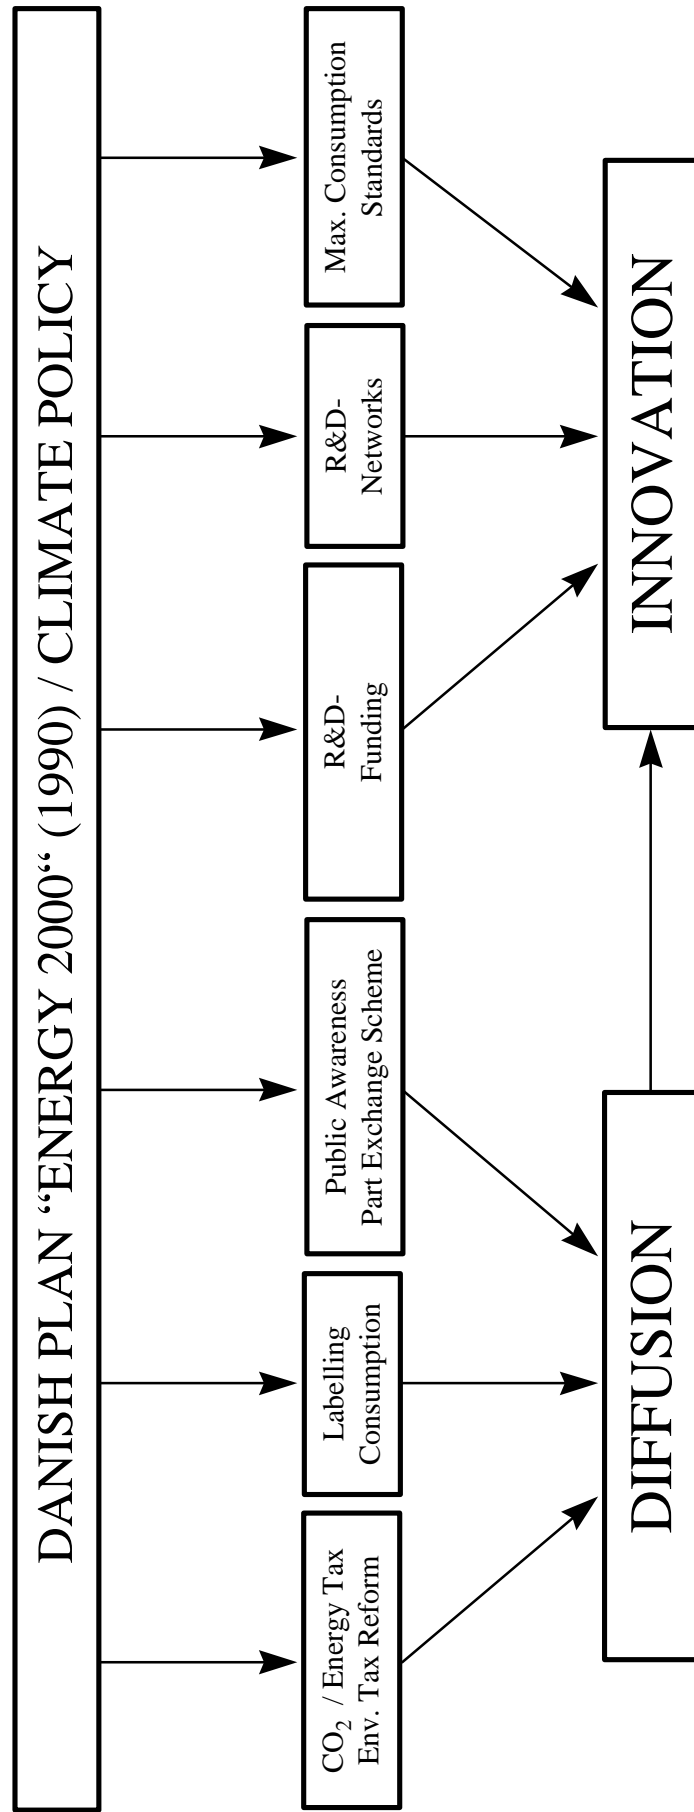 DANISH PLAN “ENERGY 2000“ (1990) / CLIMATE POLICY
CO₂ / Energy Tax
Env. Tax Reform
Labelling
Consumption
Public Awareness
Part Exchange Scheme
R&D-
Funding
R&D-
Networks
Max. Consumption
Standards
DIFFUSION
INNOVATION